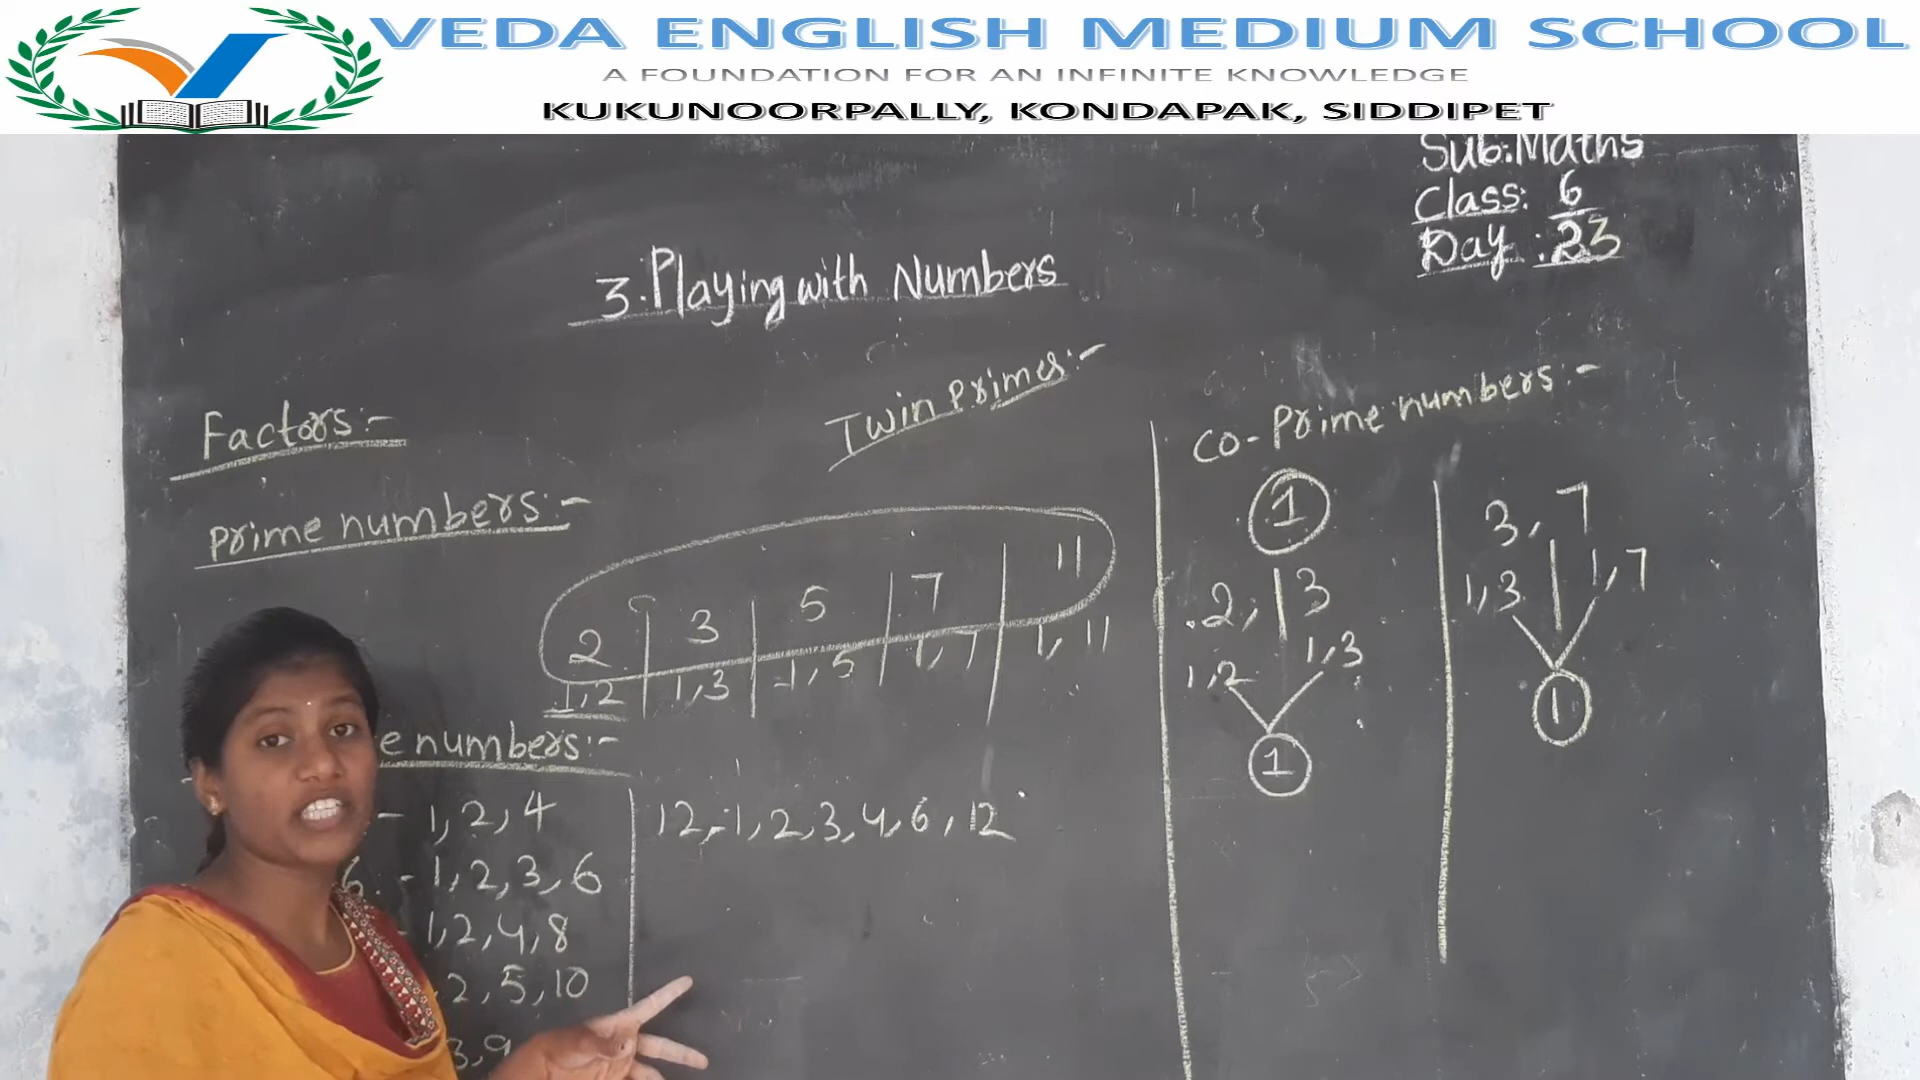 VEDA ENGLISH MEDIUM SCHOOL
A FOUNDATION FOR AN INFINITE KNOWLEDGE
KUKUNOORPALLY, KONDAPAK, SIDDIPET
Sub:Maths
Class: 6
Day : 23
3. Playing with Numbers
Factors:-
Prime numbers:-
2 | 3 | 5 | 7 | 11
1,2 | 1,3 | 1,5 | 1,7 | 1,11
e numbers:-
- 1, 2, 4
6. - 1, 2, 3, 6
- 1, 2, 4, 8
, 2, 5, 10
3, 9
12,-1, 2, 3, 4, 6, 12
Twin Primes:-
Co-Prime numbers:-
1
2, | 3
1,2 1,3
1
3, 7
1,3 | 1,7
1